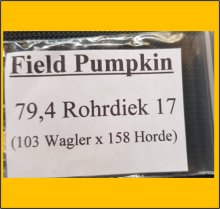 Field Pumpkin
79,4 Rohrdiek 17
(103 Wagler x 158 Horde)